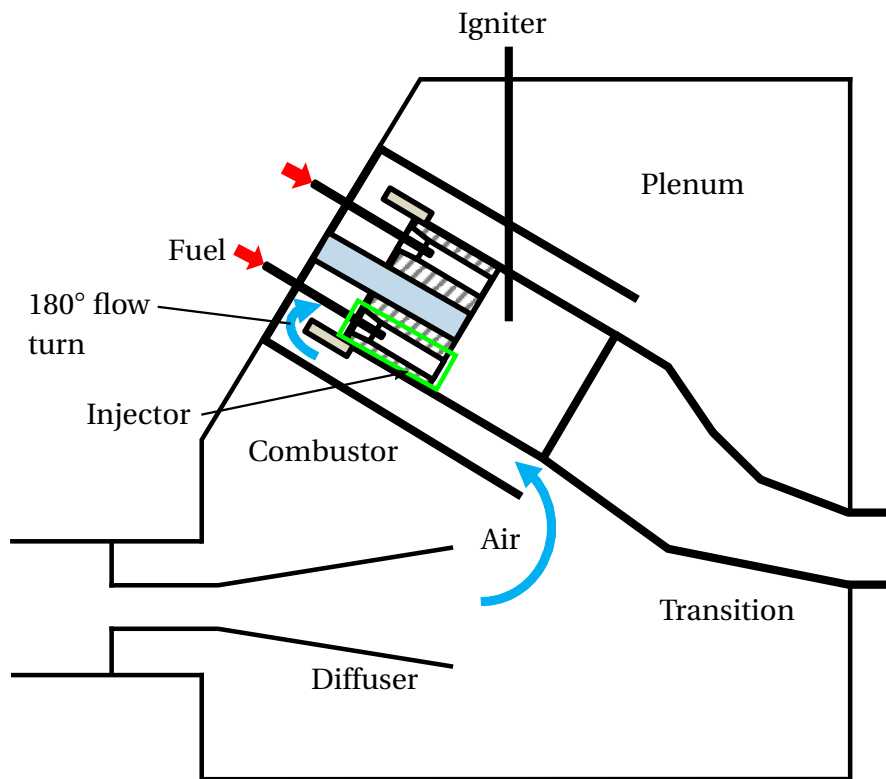 Igniter
Plenum
Fuel
180° flow
turn
Injector
Combustor
Air
Transition
Diffuser